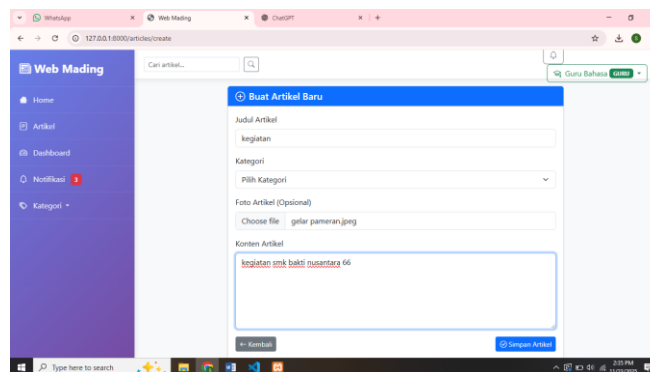 WhatsApp
Web Mading
ChatGPT
127.0.0.1:8000/articles/create
Web Mading
Cari artikel...
Guru Bahasa GURU
Home
Artikel
Dashboard
Notifikasi 3
Kategori
Buat Artikel Baru
Judul Artikel
kegiatan
Kategori
Pilih Kategori
Foto Artikel (Opsional)
Choose file gelar pameran.jpeg
Konten Artikel
kegiatan smk bakti nusantara 66
← Kembali
Simpan Artikel
Type here to search
2:35 PM